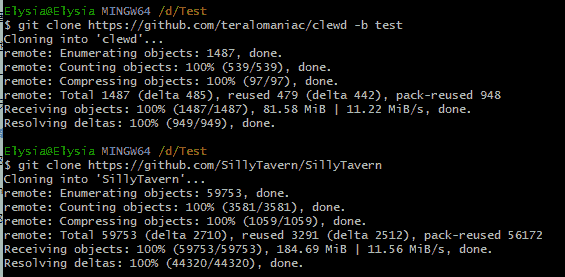 Elysia@Elysia MINGW64 /d/Test
$ git clone https://github.com/teralomaniac/clewd -b test
Cloning into 'clewd'...
remote: Enumerating objects: 1487, done.
remote: Counting objects: 100% (539/539), done.
remote: Compressing objects: 100% (97/97), done.
remote: Total 1487 (delta 485), reused 479 (delta 442), pack-reused 948
Receiving objects: 100% (1487/1487), 81.58 MiB | 11.22 MiB/s, done.
Resolving deltas: 100% (949/949), done.
Elysia@Elysia MINGW64 /d/Test
$ git clone https://github.com/SillyTavern/SillyTavern
Cloning into 'SillyTavern'...
remote: Enumerating objects: 59753, done.
remote: Counting objects: 100% (3581/3581), done.
remote: Compressing objects: 100% (1059/1059), done.
remote: Total 59753 (delta 2710), reused 3291 (delta 2512), pack-reused 56172
Receiving objects: 100% (59753/59753), 184.69 MiB | 11.56 MiB/s, done.
Resolving deltas: 100% (44320/44320), done.